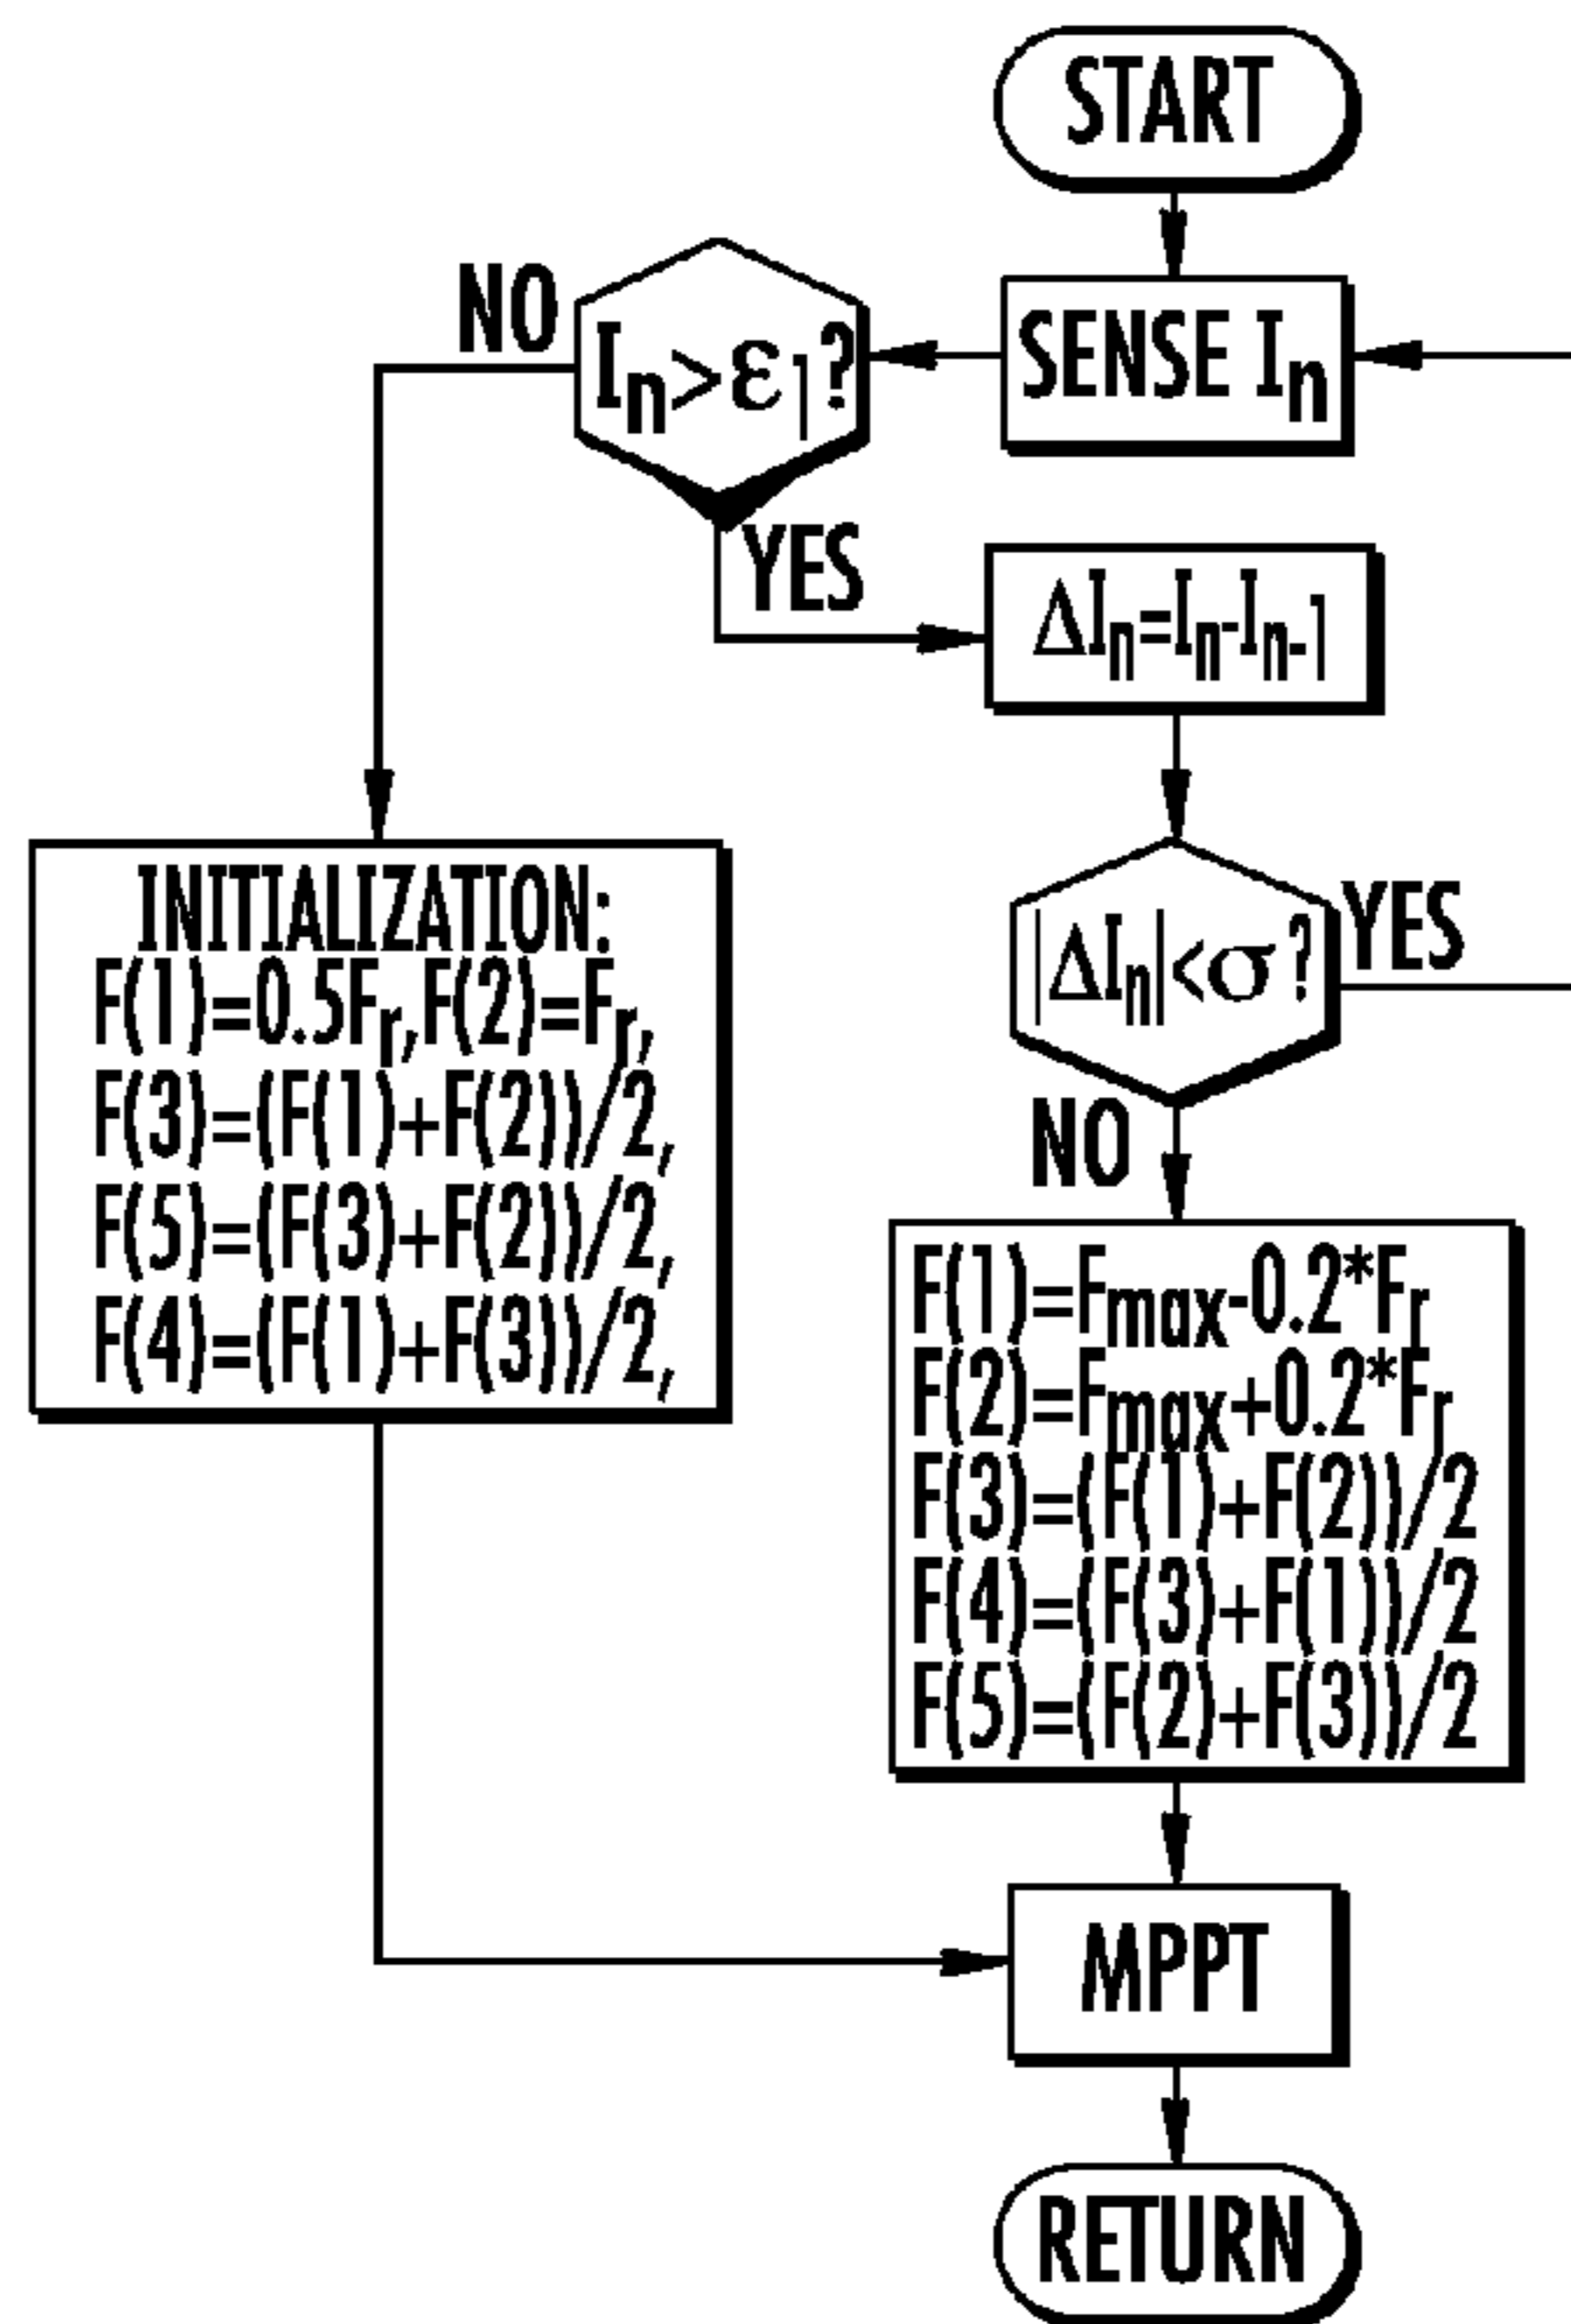 START
SENSE Iₙ
NO
Iₙ>ε₁?
YES
ΔIₙ=Iₙ-Iₙ₋₁
|ΔIₙ|<σ?
YES
NO
INITIALIZATION:
F(1)=0.5Fᵣ, F(2)=Fᵣ,
F(3)=(F(1)+F(2))/2,
F(5)=(F(3)+F(2))/2,
F(4)=(F(1)+F(3))/2,
F(1)=Fmax-0.2*Fᵣ
F(2)=Fmax+0.2*Fᵣ
F(3)=(F(1)+F(2))/2
F(4)=(F(3)+F(1))/2
F(5)=(F(2)+F(3))/2
MPPT
RETURN